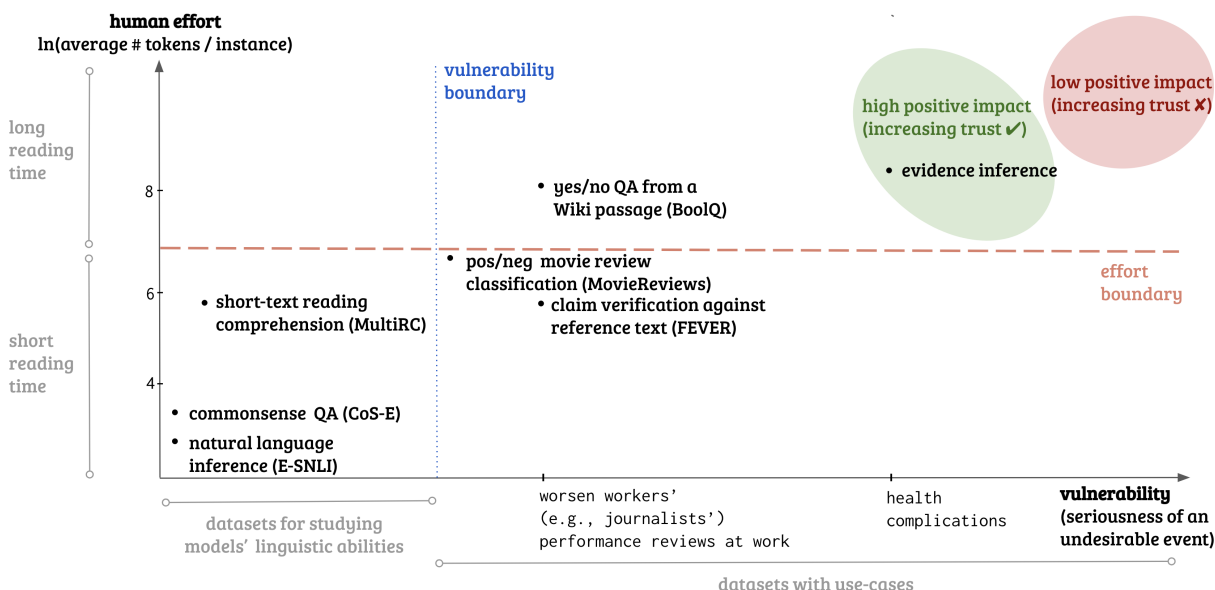 human effort
ln(average # tokens / instance)
vulnerability
boundary
low positive impact
(increasing trust ✘)
high positive impact
(increasing trust ✔)
long
reading
time
evidence inference
8
yes/no QA from a
Wiki passage (BoolQ)
pos/neg movie review
classification (MovieReviews)
effort
boundary
6
short-text reading
comprehension (MultiRC)
claim verification against
reference text (FEVER)
short
reading
time
4
commonsense QA (CoS-E)
natural language
inference (E-SNLI)
worsen workers’
(e.g., journalists’)
performance reviews at work
health
complications
vulnerability
(seriousness of an
undesirable event)
datasets for studying
models’ linguistic abilities
datasets with use-cases